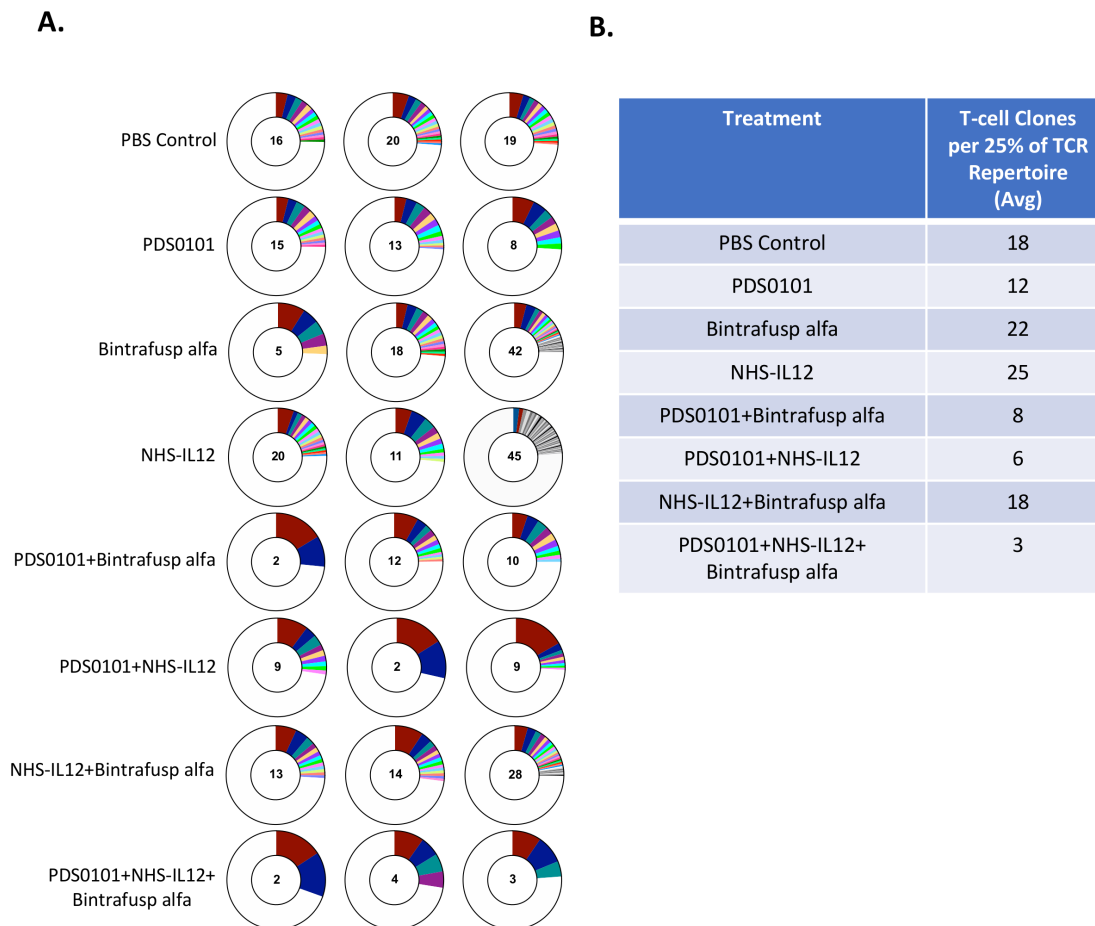 A.
B.
PBS Control
16
20
19
PDS0101
15
13
8
Bintrafusp alfa
5
18
42
NHS-IL12
20
11
45
PDS0101+Bintrafusp alfa
2
12
10
PDS0101+NHS-IL12
9
2
9
NHS-IL12+Bintrafusp alfa
13
14
28
PDS0101+NHS-IL12+
Bintrafusp alfa
2
4
3
Treatment
T-cell Clones
per 25% of TCR
Repertoire
(Avg)
PBS Control
18
PDS0101
12
Bintrafusp alfa
22
NHS-IL12
25
PDS0101+Bintrafusp alfa
8
PDS0101+NHS-IL12
6
NHS-IL12+Bintrafusp alfa
18
PDS0101+NHS-IL12+
Bintrafusp alfa
3